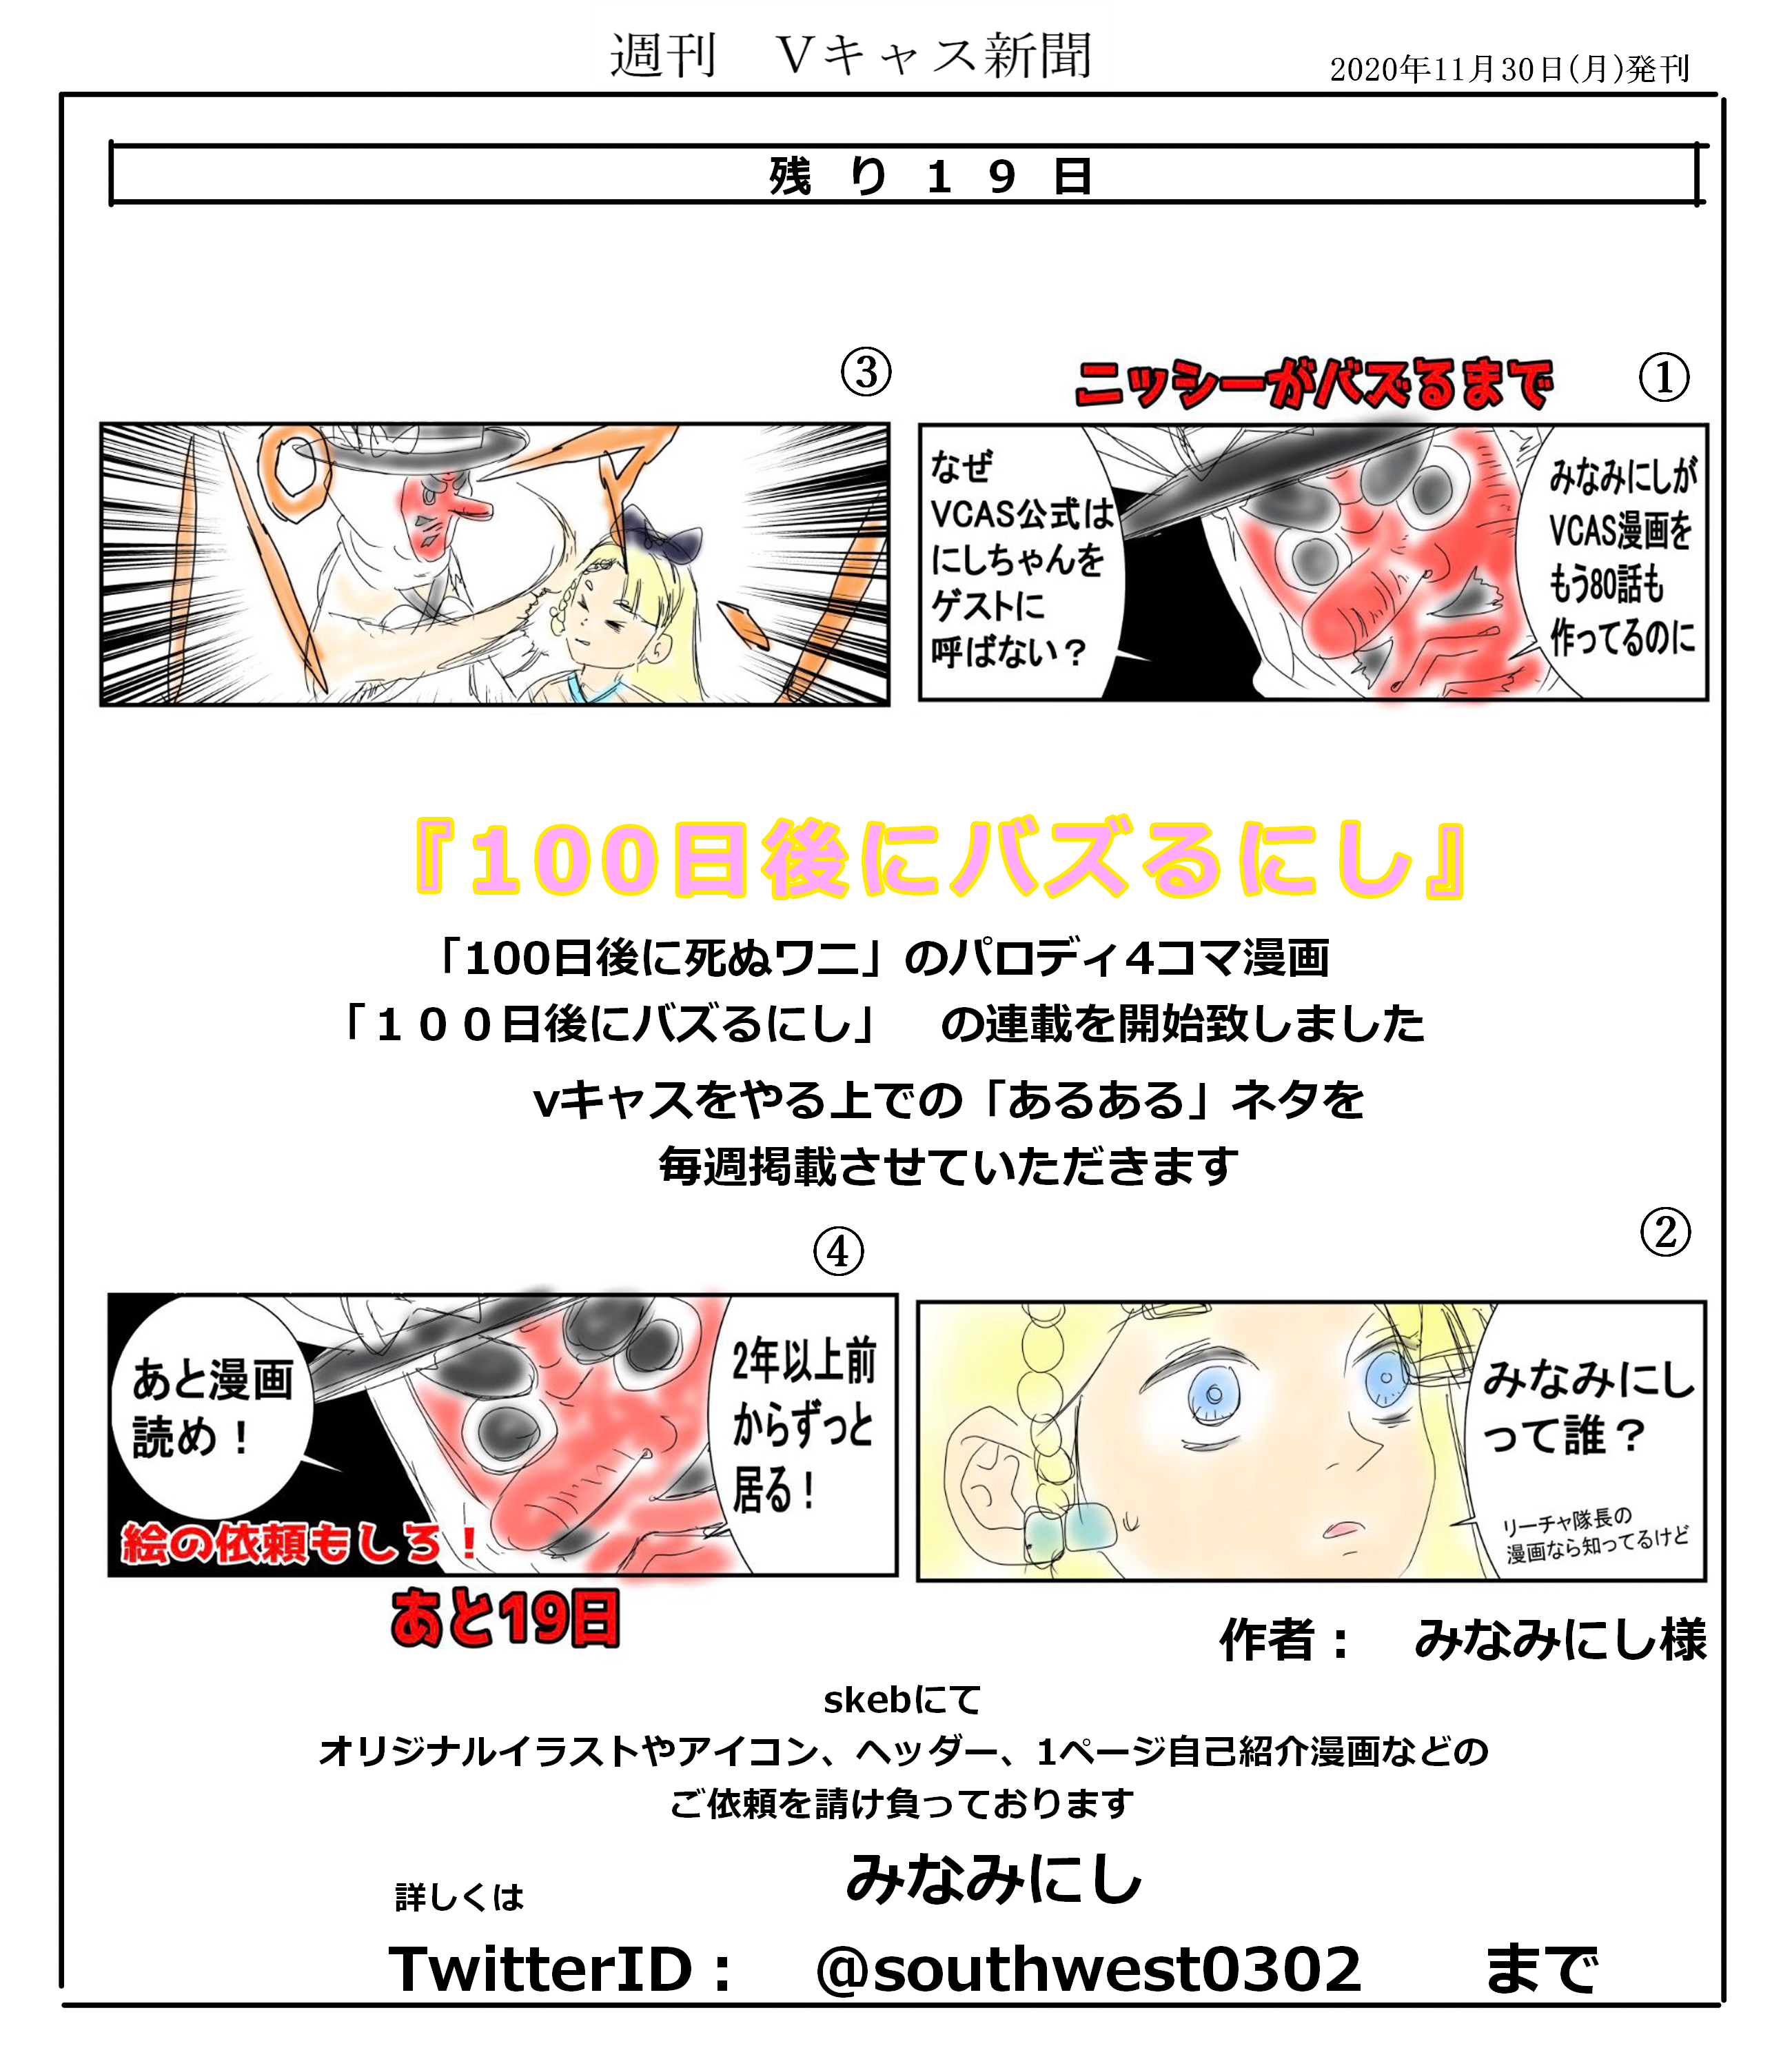 週刊　Vキャス新聞
2020年11月30日(月)発刊
残り19日
①
ニッシーがバズるまで
みなみにしが
VCAS漫画を
もう80話も
作ってるのに
なぜ
VCAS公式は
にしちゃんを
ゲストに
呼ばない？
③
『100日後にバズるにし』
「100日後に死ぬワニ」のパロディ4コマ漫画
「１００日後にバズるにし」　の連載を開始致しました
vキャスをやる上での「あるある」ネタを
毎週掲載させていただきます
②
みなみにし
って誰？
リーチャ隊長の
漫画なら知ってるけど
④
2年以上前
からずっと
居る！
あと漫画
読め！
絵の依頼もしろ！
あと19日
作者：　みなみにし様
skebにて
オリジナルイラストやアイコン、ヘッダー、1ページ自己紹介漫画などの
ご依頼を請け負っております
みなみにし
詳しくは
TwitterID：　@southwest0302　　まで